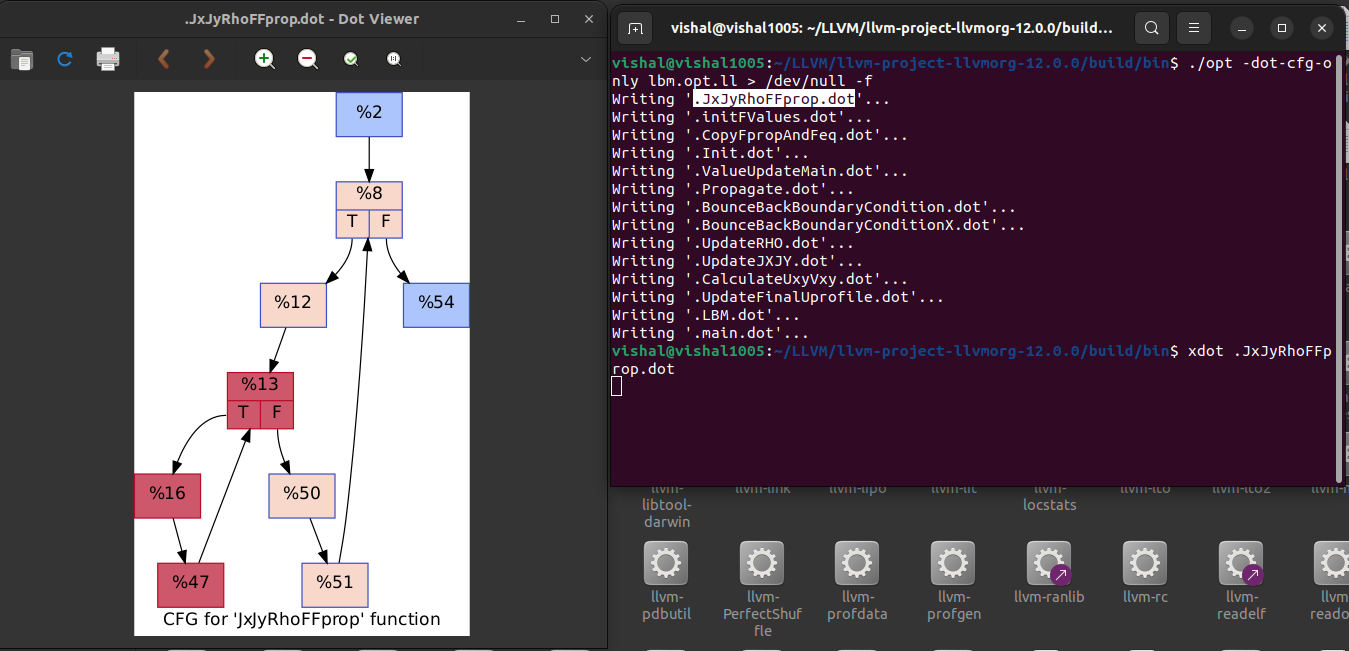 .JxJyRhoFFprop.dot - Dot Viewer
%2
%8
T F
%12 %54
%13
T F
%16 %50
%47 %51
CFG for 'JxJyRhoFFprop' function
vishal@vishal1005: ~/LLVM/llvm-project-llvmorg-12.0.0/build...
vishal@vishal1005:~/LLVM/llvm-project-llvmorg-12.0.0/build/bin$ ./opt -dot-cfg-o
nly lbm.opt.ll > /dev/null -f
Writing '.JxJyRhoFFprop.dot'...
Writing '.initFValues.dot'...
Writing '.CopyFpropAndFeq.dot'...
Writing '.Init.dot'...
Writing '.ValueUpdateMain.dot'...
Writing '.Propagate.dot'...
Writing '.BounceBackBoundaryCondition.dot'...
Writing '.BounceBackBoundaryConditionX.dot'...
Writing '.UpdateRHO.dot'...
Writing '.UpdateJXJY.dot'...
Writing '.CalculateUxyVxy.dot'...
Writing '.UpdateFinalUprofile.dot'...
Writing '.LBM.dot'...
Writing '.main.dot'...
vishal@vishal1005:~/LLVM/llvm-project-llvmorg-12.0.0/build/bin$ xdot .JxJyRhoFFp
rop.dot
llvm- llvm-link llvm-lipo llvm-lit llvm- llvm-lto llvm-lto2
libtool- locstats
darwin
llvm- llvm- llvm- llvm- llvm-ranlib llvm-rc llvm- llvm-
pdbutil PerfectShuf profdata profgen readelf
fle